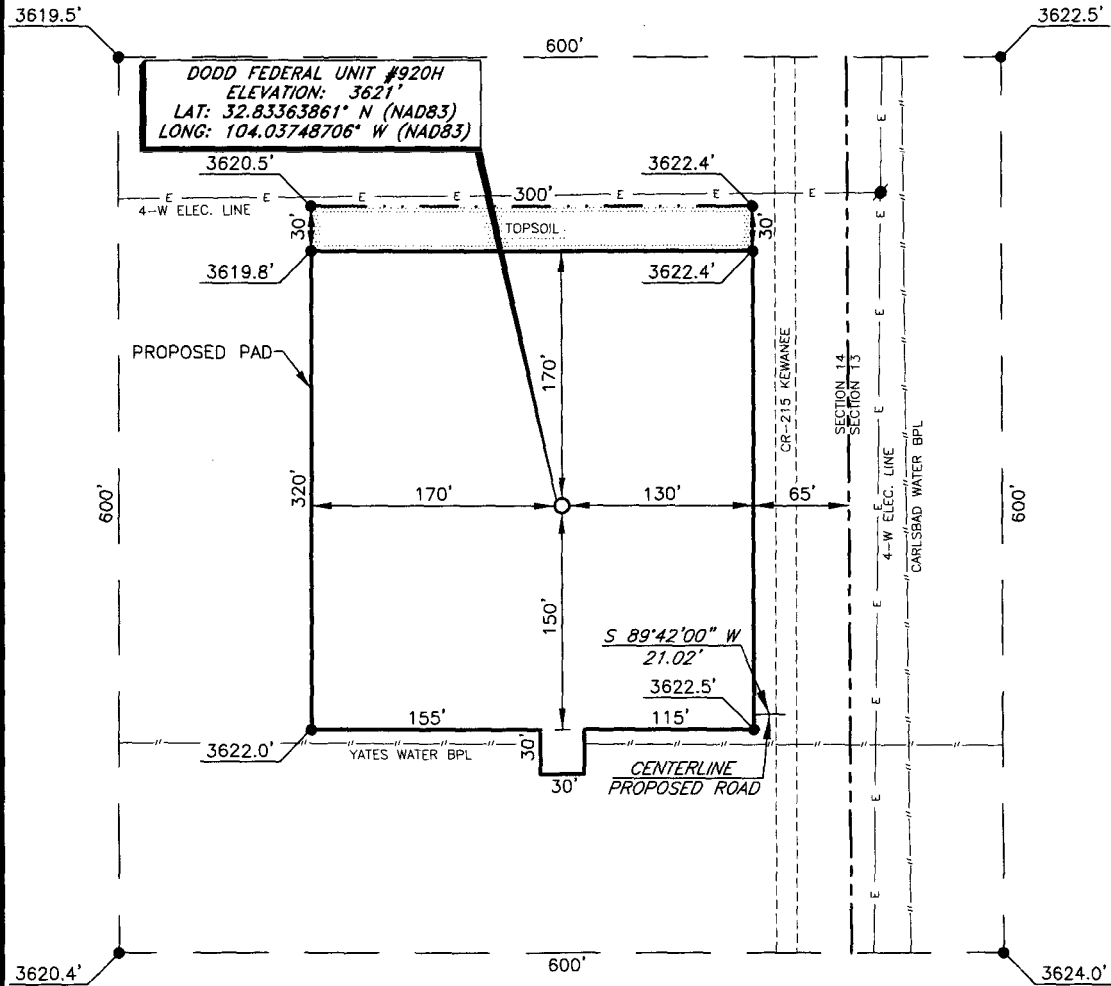 3619.5'
3622.5'
600'
DODD FEDERAL UNIT #920H
ELEVATION: 3621'
LAT: 32.83363861° N (NAD83)
LONG: 104.03748706° W (NAD83)
3620.5'
3622.4'
E E E E 300' E E E
4-W ELEC. LINE
30'
TOPSOIL
30'
3619.8'
3622.4'
PROPOSED PAD
170'
CR-215 KEWANEE
SECTION 14
SECTION 13
E
E
E
E
E
E
E
4-W ELEC. LINE
CARLSBAD WATER BPL
600'
320'
170'
130'
65'
600'
150'
S 89°42'00" W
21.02'
3622.5'
155'
115'
3622.0'
YATES WATER BPL
30'
30'
CENTERLINE
PROPOSED ROAD
600'
3620.4'
3624.0'